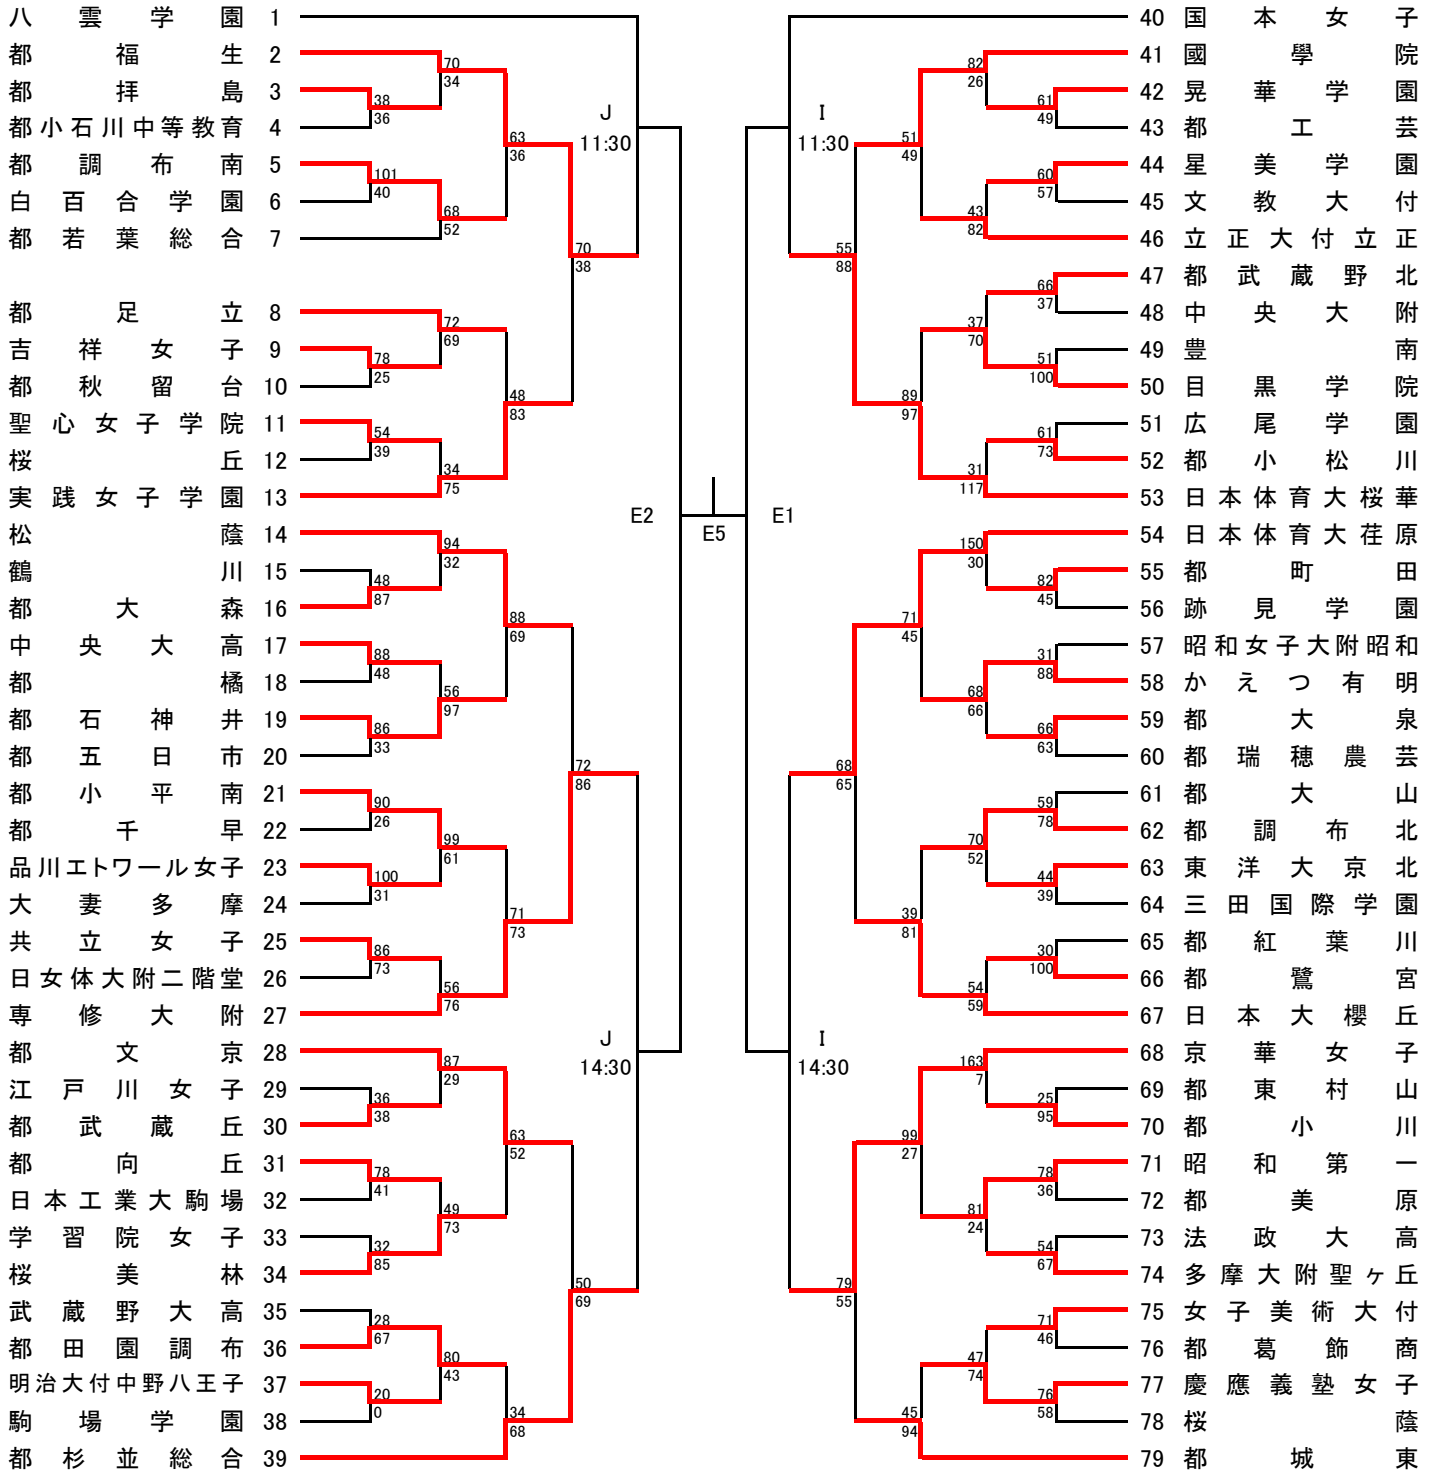 八雲学園 1
都福生 2
70
34
都拝島 3
38
36
都小石川中等教育 4
J
11:30
63
36
都調布南 5
101
40
白百合学園 6
68
52
都若葉総合 7
70
38
都足立 8
72
69
吉祥女子 9
78
25
都秋留台 10
48
83
聖心女子学院 11
54
39
桜丘 12
34
75
実践女子学園 13
松蔭 14
94
32
鶴川 15
48
87
都大森 16
88
69
中央大高 17
88
48
都橘 18
56
97
都石神井 19
86
33
都五日市 20
72
86
都小平南 21
90
26
都千早 22
99
61
品川エトワール女子 23
100
31
大妻多摩 24
71
73
共立女子 25
86
73
日女体大附二階堂 26
56
76
専修大附 27
都文京 28
J
14:30
87
29
江戸川女子 29
36
38
都武蔵丘 30
63
52
都向丘 31
78
41
日本工業大駒場 32
49
73
学習院女子 33
32
85
桜美林 34
50
69
武蔵野大高 35
28
67
都田園調布 36
80
43
明治大付中野八王子 37
20
0
駒場学園 38
34
68
都杉並総合 39
E2
E5
E1
40 国本女子
41 國學院
82
26
42 晃華学園
61
49
43 都工芸
I
11:30
51
49
44 星美学園
60
57
45 文教大付
43
82
46 立正大付立正
55
88
47 都武蔵野北
66
37
48 中央大附
37
70
49 豊南
51
100
50 目黒学院
89
97
51 広尾学園
61
73
52 都小松川
31
117
53 日本体育大桜華
54 日本体育大荏原
150
30
55 都町田
82
45
56 跡見学園
71
45
57 昭和女子大附昭和
31
88
58 かえつ有明
68
66
59 都大泉
66
63
60 都瑞穂農芸
68
65
61 都大山
59
78
62 都調布北
70
52
63 東洋大京北
44
39
64 三田国際学園
39
81
65 都紅葉川
30
100
66 都鷺宮
54
59
67 日本大櫻丘
68 京華女子
I
14:30
163
7
69 都東村山
25
95
70 都小川
99
27
71 昭和第一
78
36
72 都美原
81
24
73 法政大高
54
67
74 多摩大附聖ヶ丘
79
55
75 女子美術大付
71
46
76 都葛飾商
47
74
77 慶應義塾女子
76
58
78 桜蔭
45
94
79 都城東